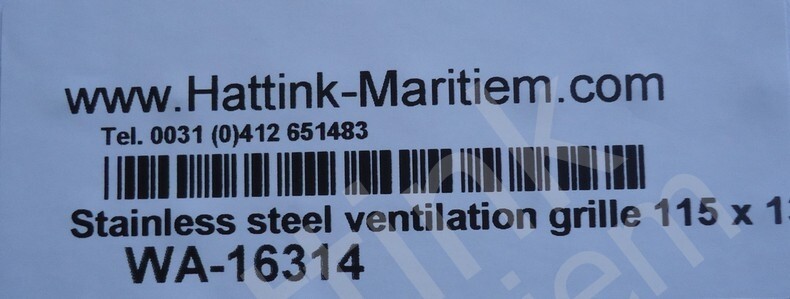 www.Hattink-Maritiem.com
Tel. 0031 (0)412 651483
Stainless steel ventilation grille 115 x
WA-16314